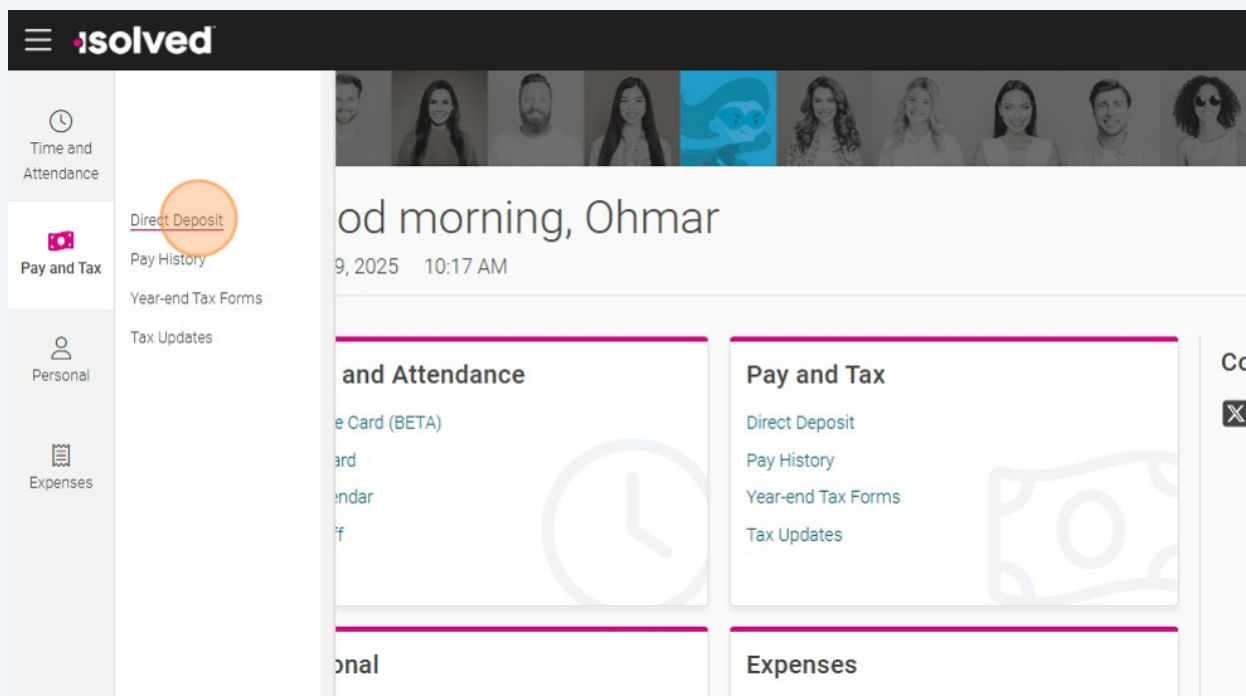 isolved
Time and
Attendance
Pay and Tax
Personal
Expenses
Direct Deposit
Pay History
Year-end Tax Forms
Tax Updates
od morning, Ohmar
9, 2025 10:17 AM
and Attendance
e Card (BETA)
ard
endar
ff
Pay and Tax
Direct Deposit
Pay History
Year-end Tax Forms
Tax Updates
Co
onal
Expenses